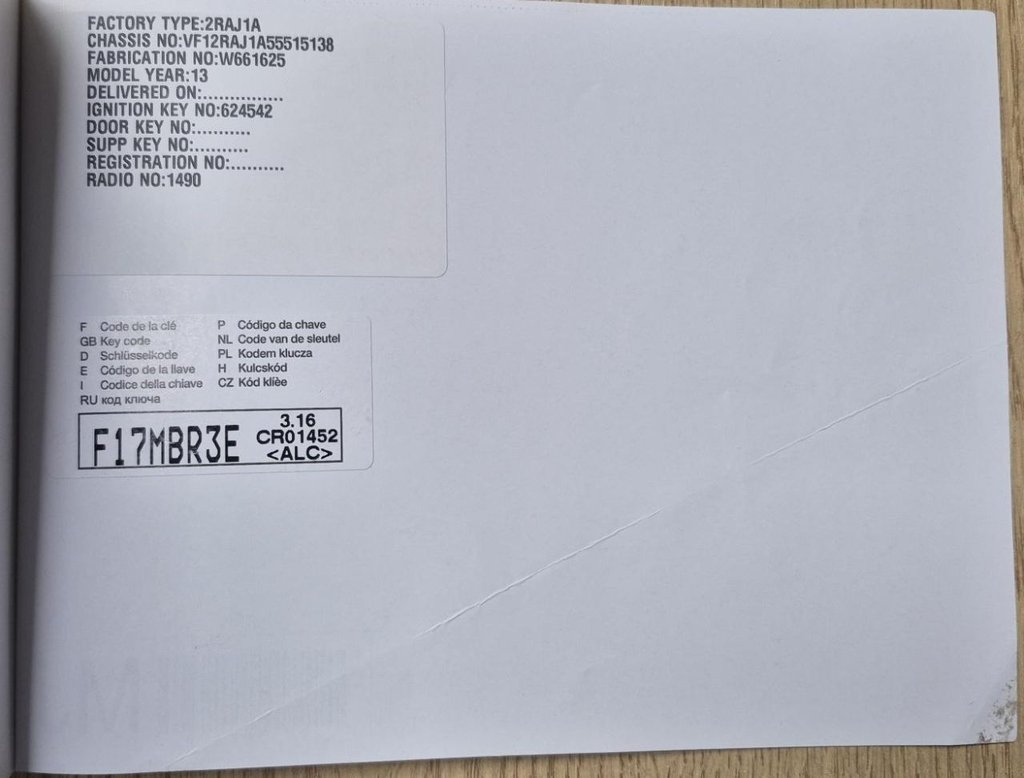 FACTORY TYPE:2RAJ1A
CHASSIS NO:VF12RAJ1A55515138
FABRICATION NO:W661625
MODEL YEAR:13
DELIVERED ON:...............
IGNITION KEY NO:624542
DOOR KEY NO:..........
SUPP KEY NO:..........
REGISTRATION NO:..........
RADIO NO:1490
F Code de la clé
GB Key code
D Schlüsselkode
E Código de la llave
I Codice della chiave
RU код ключа
P Código da chave
NL Code van de sleutel
PL Kodem klucza
H Kulcskód
CZ Kód klíèe
F17MBR3E
3.16
CR01452
<ALC>